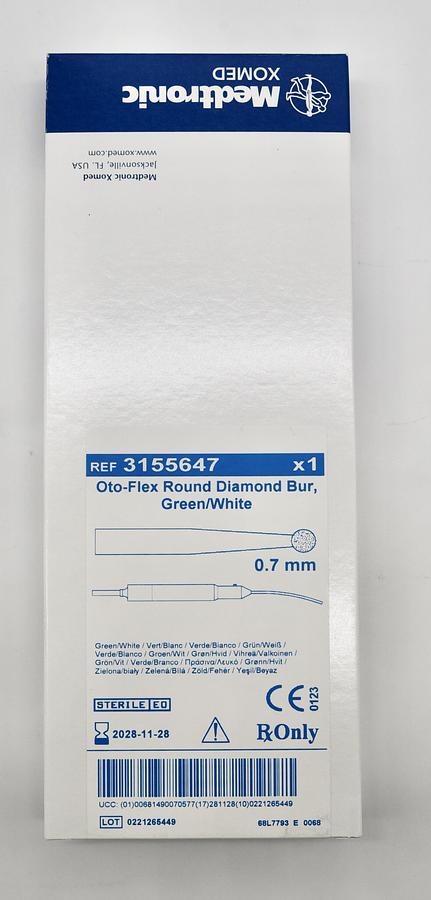 Medtronic
XOMED
Medtronic Xomed
Jacksonville, FL USA
www.xomed.com
REF 3155647 x1
Oto-Flex Round Diamond Bur,
Green/White
0.7 mm
Green/White / Vert/Blanc / Verde/Bianco / Grün/Weiß /
Verde/Blanco / Groen/Wit / Grøn/Hvid / Vihreä/Valkoinen /
Grön/Vit / Verde/Branco / Πράσινο/Λευκό / Grønn/Hvit /
Zielona/biały / Zelená/Bílá / Zöld/Fehér / Yeşil/Beyaz
STERILE EO
CE 0123
2028-11-28
Rx Only
UCC: (01)00681490070577(17)281128(10)0221265449
LOT 0221265449
68L7793 E 0068